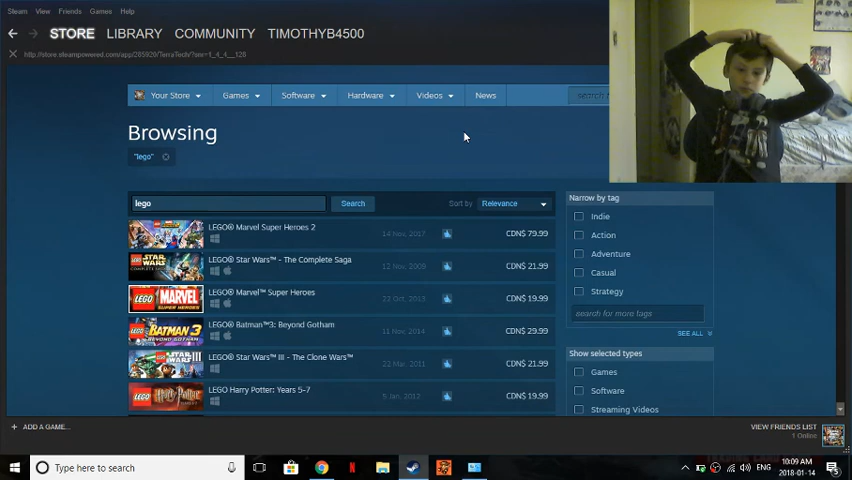 Steam View Friends Games Help
STORE LIBRARY COMMUNITY TIMOTHYB4500
Your Store Games Software Hardware Videos News
Browsing
"lego"
lego Search Sort by Relevance
LEGO® Marvel Super Heroes 2 14 Nov, 2017 CDN$ 79.99
LEGO® Star Wars™ - The Complete Saga 12 Nov, 2009 CDN$ 21.99
LEGO® Marvel™ Super Heroes 22 Oct, 2013 CDN$ 19.99
LEGO® Batman™3: Beyond Gotham 11 Nov, 2014 CDN$ 29.99
LEGO® Star Wars™ III - The Clone Wars™ 22 Mar, 2011 CDN$ 21.99
LEGO Harry Potter: Years 5-7 5 Jan, 2012 CDN$ 19.99
Narrow by tag
Indie
Action
Adventure
Casual
Strategy
search for more tags
SEE ALL
Show selected types
Games
Software
Streaming Videos
+ ADD A GAME...
VIEW FRIENDS LIST
1 Online
Type here to search
ENG
10:09 AM
2018-01-14